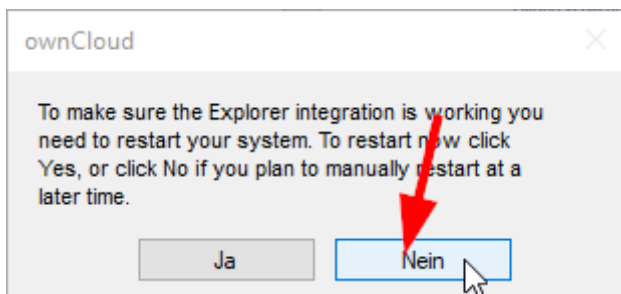 ownCloud
To make sure the Explorer integration is working you
need to restart your system. To restart now click
Yes, or click No if you plan to manually restart at a
later time.
Ja Nein